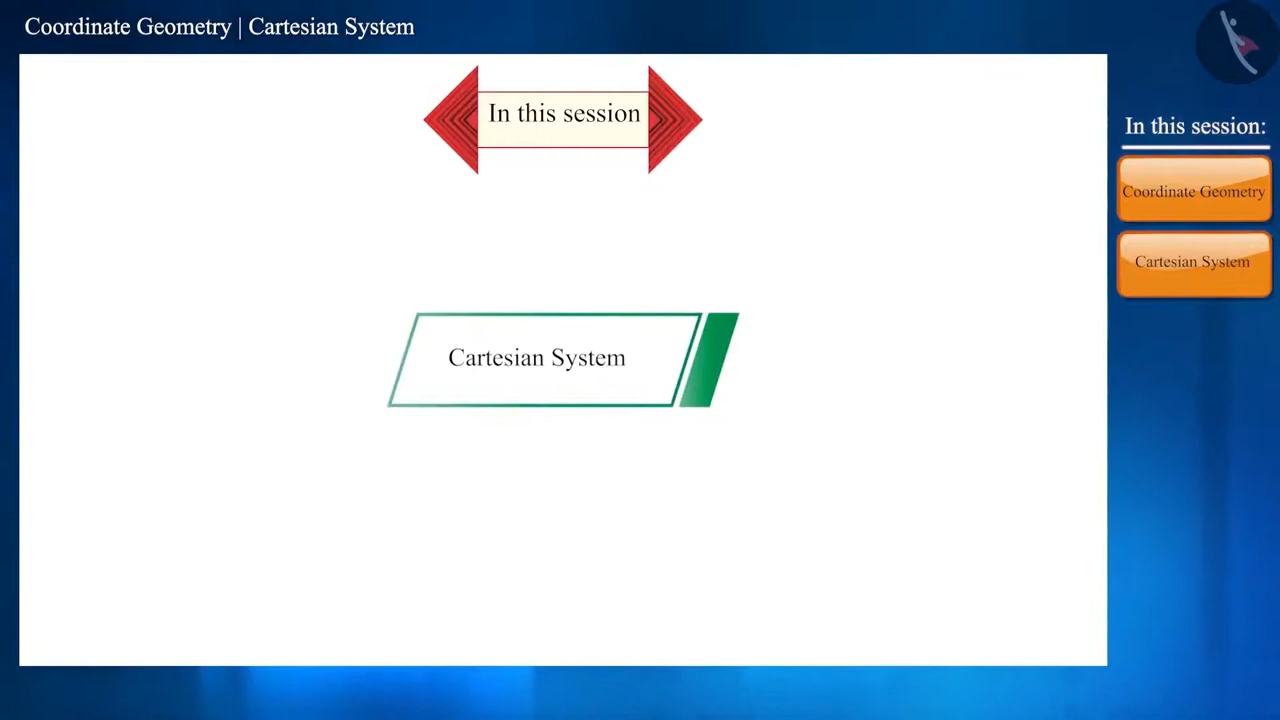 Coordinate Geometry | Cartesian System
In this session
In this session:
Coordinate Geometry
Cartesian System
Cartesian System